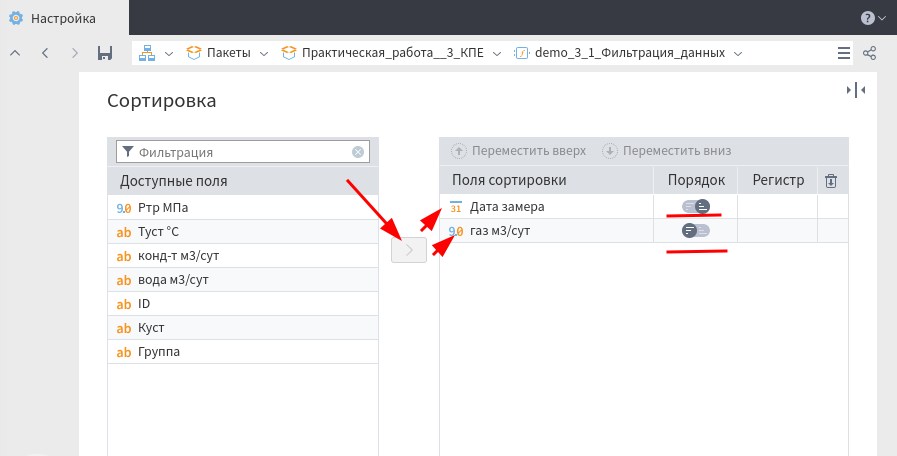 Настройка
?
Пакеты
Практическая_работа__3_КПЕ
demo_3_1_Фильтрация_данных
Сортировка
Фильтрация
Доступные поля
9.0 Pтр МПа
ab Туст °C
ab конд-т м3/сут
ab вода м3/сут
ab ID
ab Куст
ab Группа
Переместить вверх
Переместить вниз
Поля сортировки
Порядок
Регистр
31 Дата замера
9.0 газ м3/сут